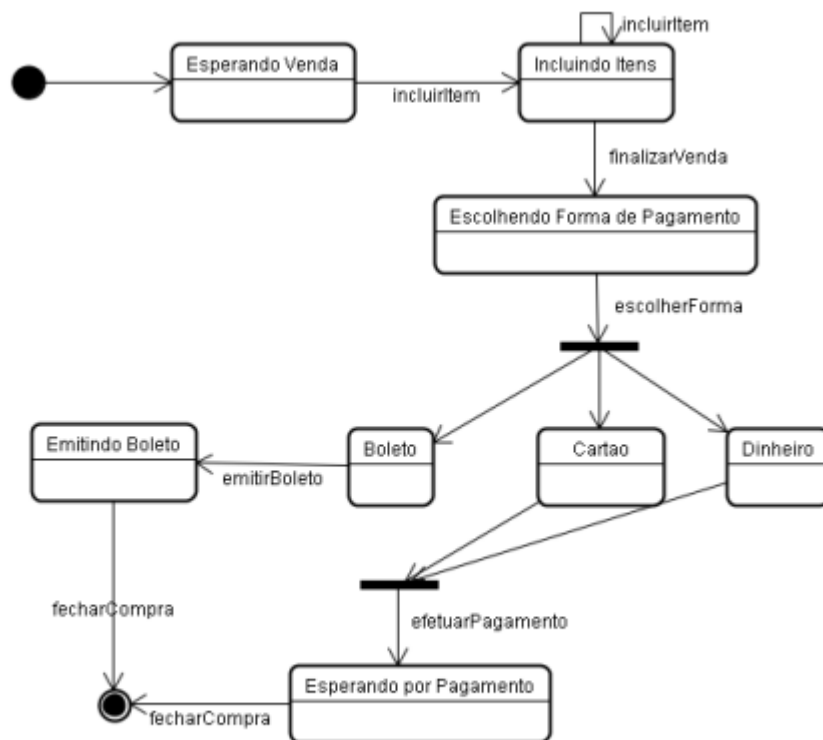 incluirItem
Esperando Venda
Incluindo Itens
incluirItem
finalizarVenda
Escolhendo Forma de Pagamento
escolherForma
Emitindo Boleto
Boleto
Cartao
Dinheiro
emitirBoleto
fecharCompra
efetuarPagamento
Esperando por Pagamento
fecharCompra